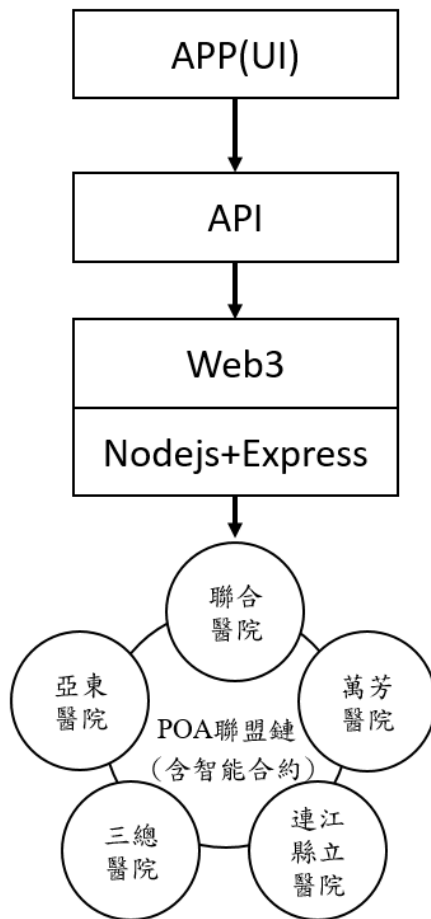 APP(UI)
API
Web3
Nodejs+Express
聯合
醫院
亞東
醫院
萬芳
醫院
POA聯盟鏈
(含智能合約)
三總
醫院
連江
縣立
醫院